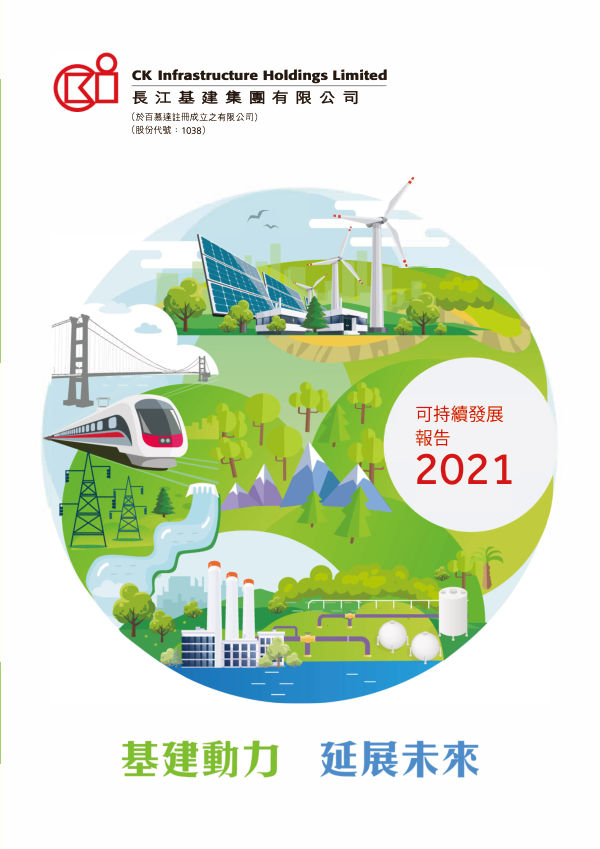 CK Infrastructure Holdings Limited
長江基建集團有限公司
（於百慕達註冊成立之有限公司）
（股份代號：1038）
可持續發展
報告
2021
基建動力 延展未來